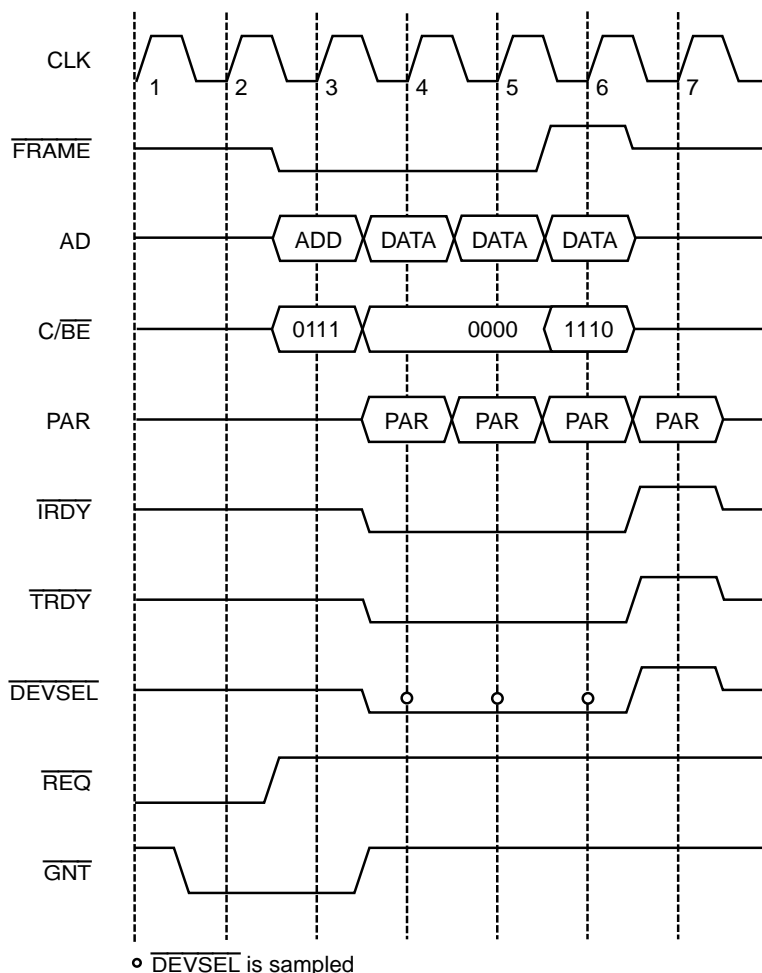 CLK
1 2 3 4 5 6 7
FRAME
AD ADD DATA DATA DATA
C/BE 0111 0000 1110
PAR PAR PAR PAR PAR
IRDY
TRDY
DEVSEL
REQ
GNT
DEVSEL is sampled